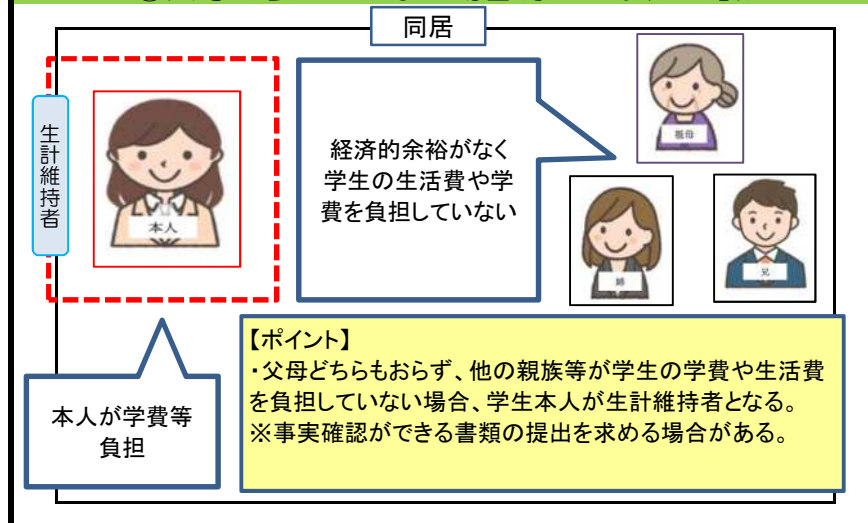 同居
生計維持者
本人
経済的余裕がなく
学生の生活費や学
費を負担していない
祖母
姉
兄
本人が学費等
負担
【ポイント】
・父母どちらもおらず、他の親族等が学生の学費や生活費
を負担していない場合、学生本人が生計維持者となる。
※事実確認ができる書類の提出を求める場合がある。